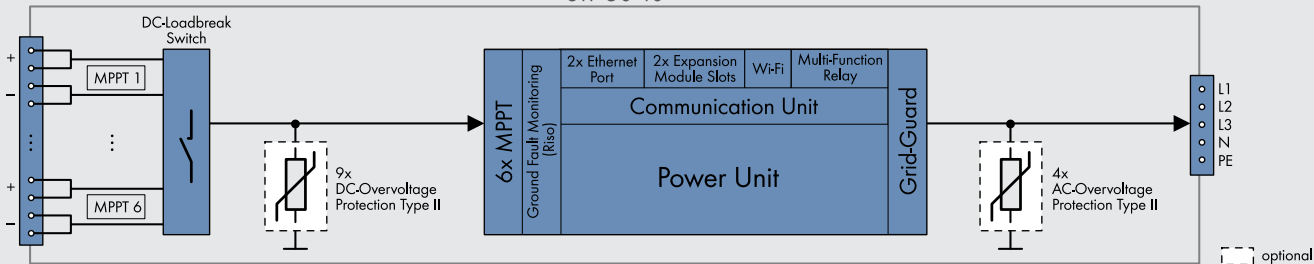 DC-Loadbreak
Switch
+
MPPT 1
–
⋮
⋮
+
MPPT 6
–
9x
DC-Overvoltage
Protection Type II
6x MPPT
Ground Fault Monitoring
(Riso)
2x Ethernet
Port
2x Expansion
Module Slots
Wi-Fi
Multi-Function
Relay
Communication Unit
Power Unit
Grid-Guard
4x
AC-Overvoltage
Protection Type II
L1
L2
L3
N
PE
optional